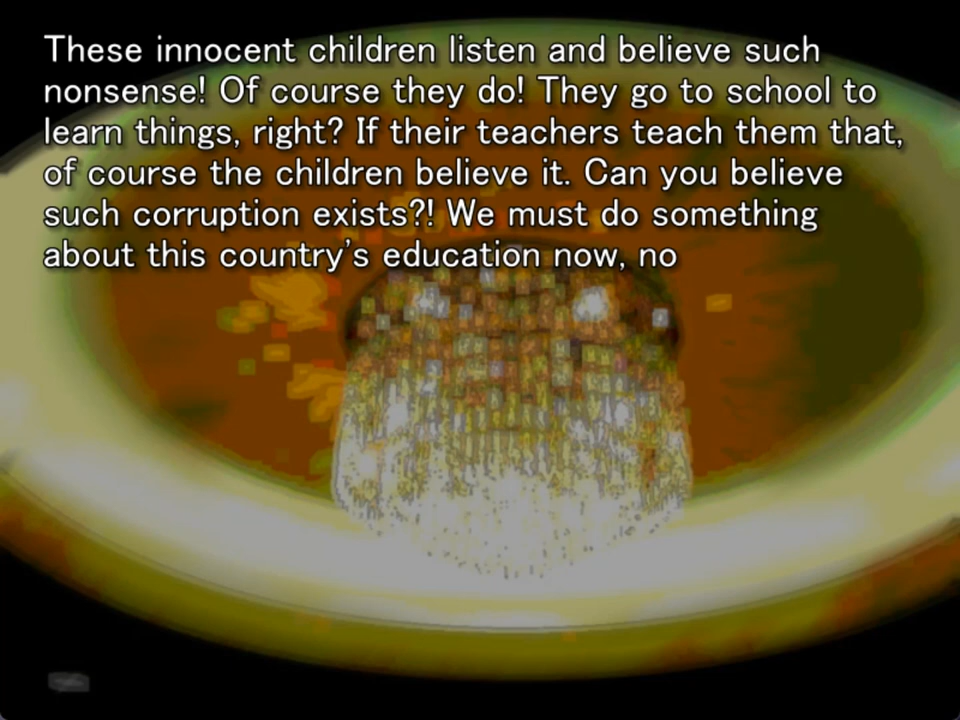 These innocent children listen and believe such
nonsense! Of course they do! They go to school to
learn things, right? If their teachers teach them that,
of course the children believe it. Can you believe
such corruption exists?! We must do something
about this country's education now, no